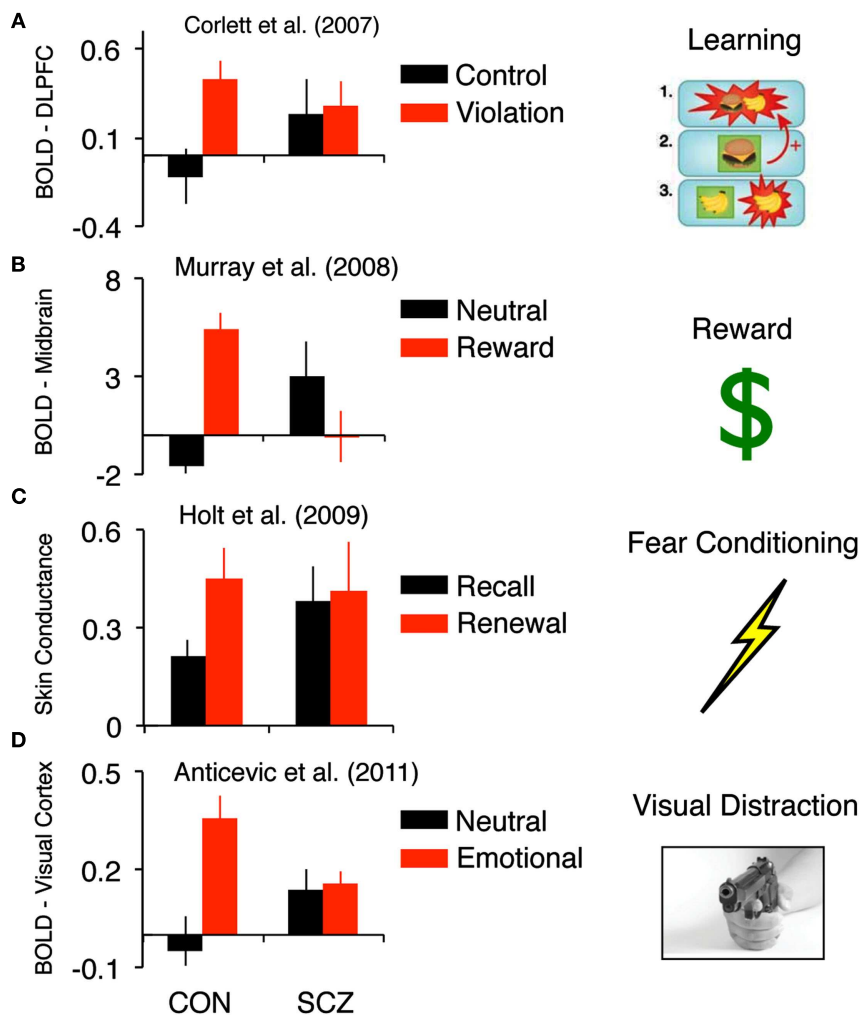 A
Corlett et al. (2007)
BOLD - DLPFC
0.6
0.1
-0.4
Control
Violation
Learning
1.
2.
+
3.
B
Murray et al. (2008)
BOLD - Midbrain
8
3
-2
Neutral
Reward
Reward
$
C
Holt et al. (2009)
Skin Conductance
0.6
0.3
0
Recall
Renewal
Fear Conditioning
D
Anticevic et al. (2011)
BOLD - Visual Cortex
0.5
0.2
-0.1
Neutral
Emotional
Visual Distraction
CON
SCZ